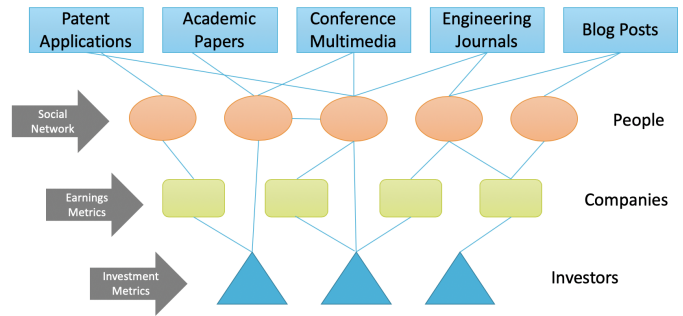 Patent
Applications
Academic
Papers
Conference
Multimedia
Engineering
Journals
Blog Posts
Social
Network
People
Earnings
Metrics
Companies
Investment
Metrics
Investors